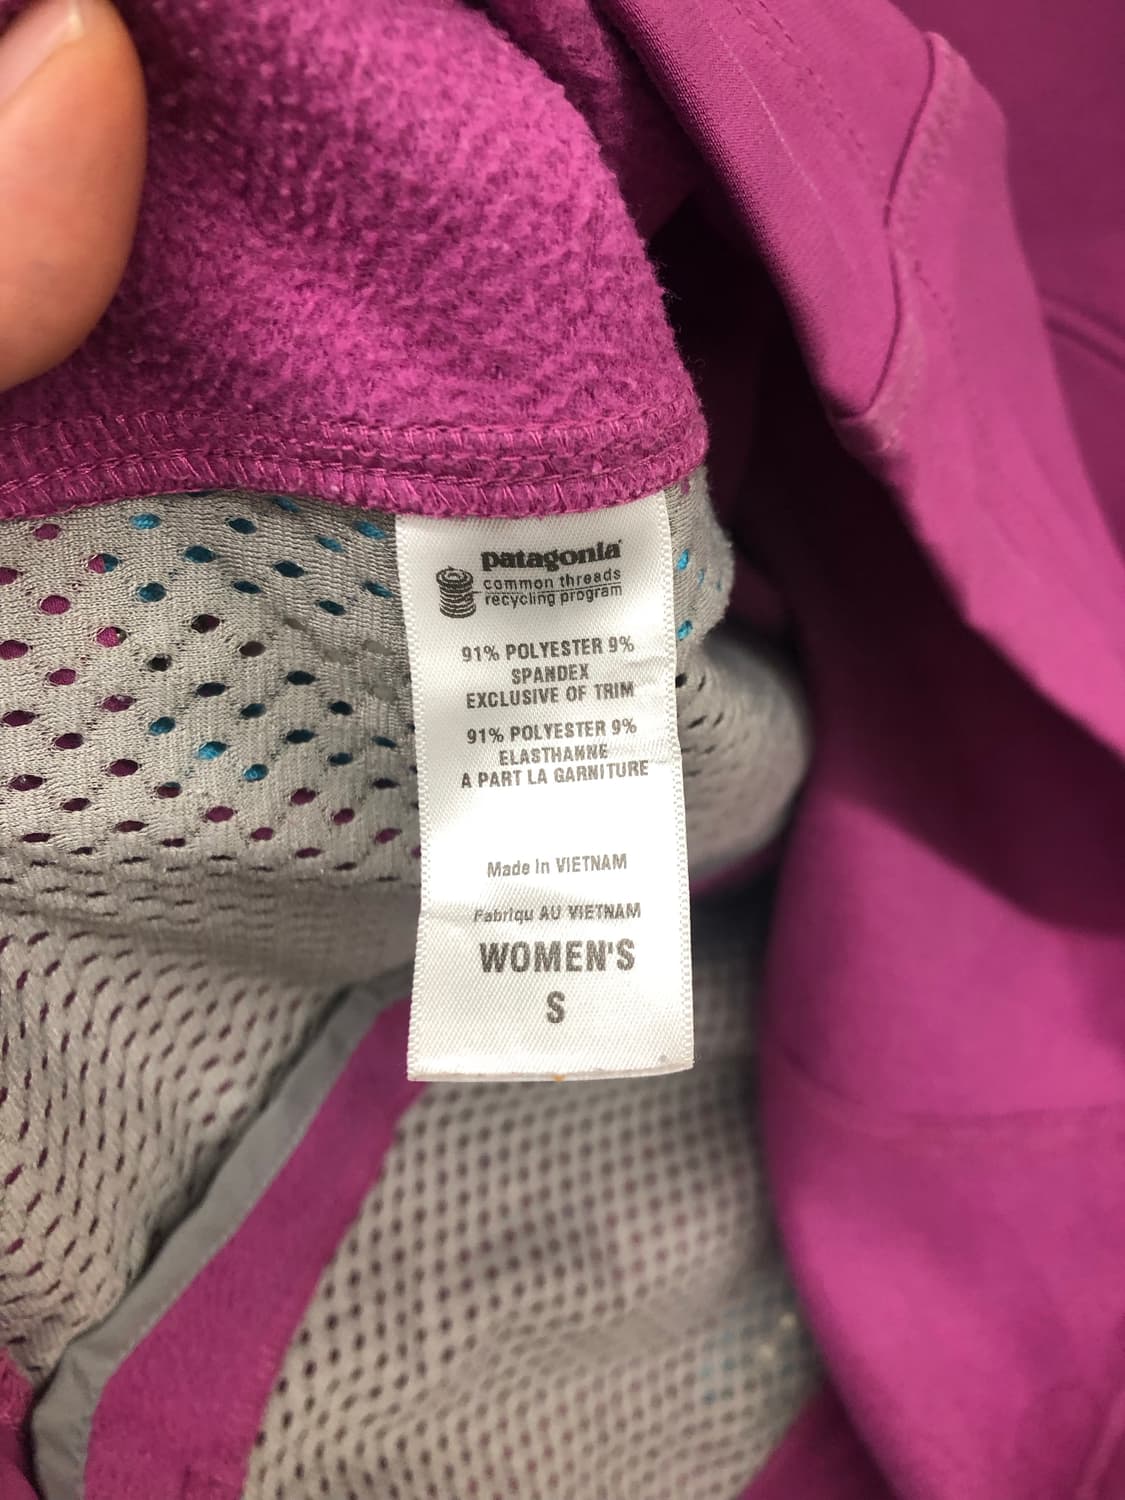 patagonia
common threads
recycling program
91% POLYESTER 9%
SPANDEX
EXCLUSIVE OF TRIM
91% POLYESTER 9%
ELASTHANNE
A PART LA GARNITURE
Made In VIETNAM
Fabriqu AU VIETNAM
WOMEN'S
S